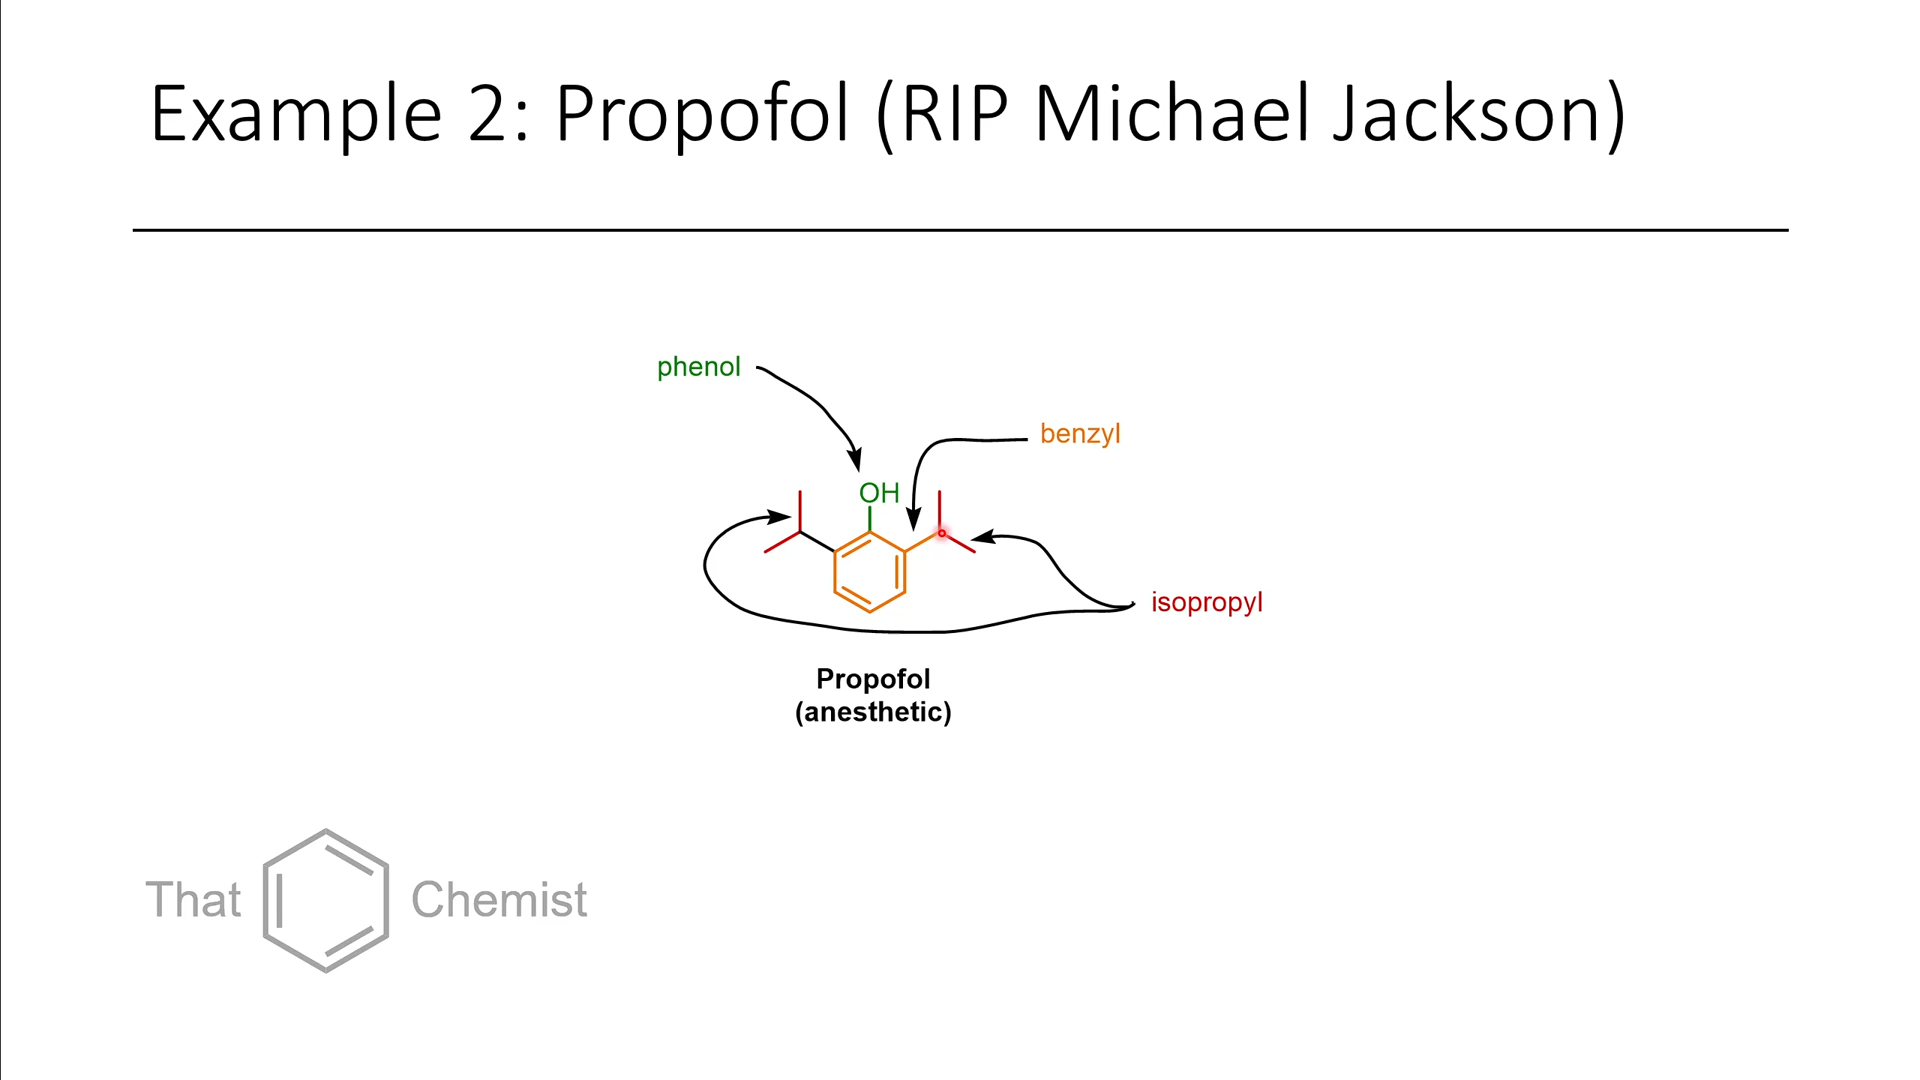 Example 2: Propofol (RIP Michael Jackson)
phenol
benzyl
OH
isopropyl
Propofol
(anesthetic)
That Chemist